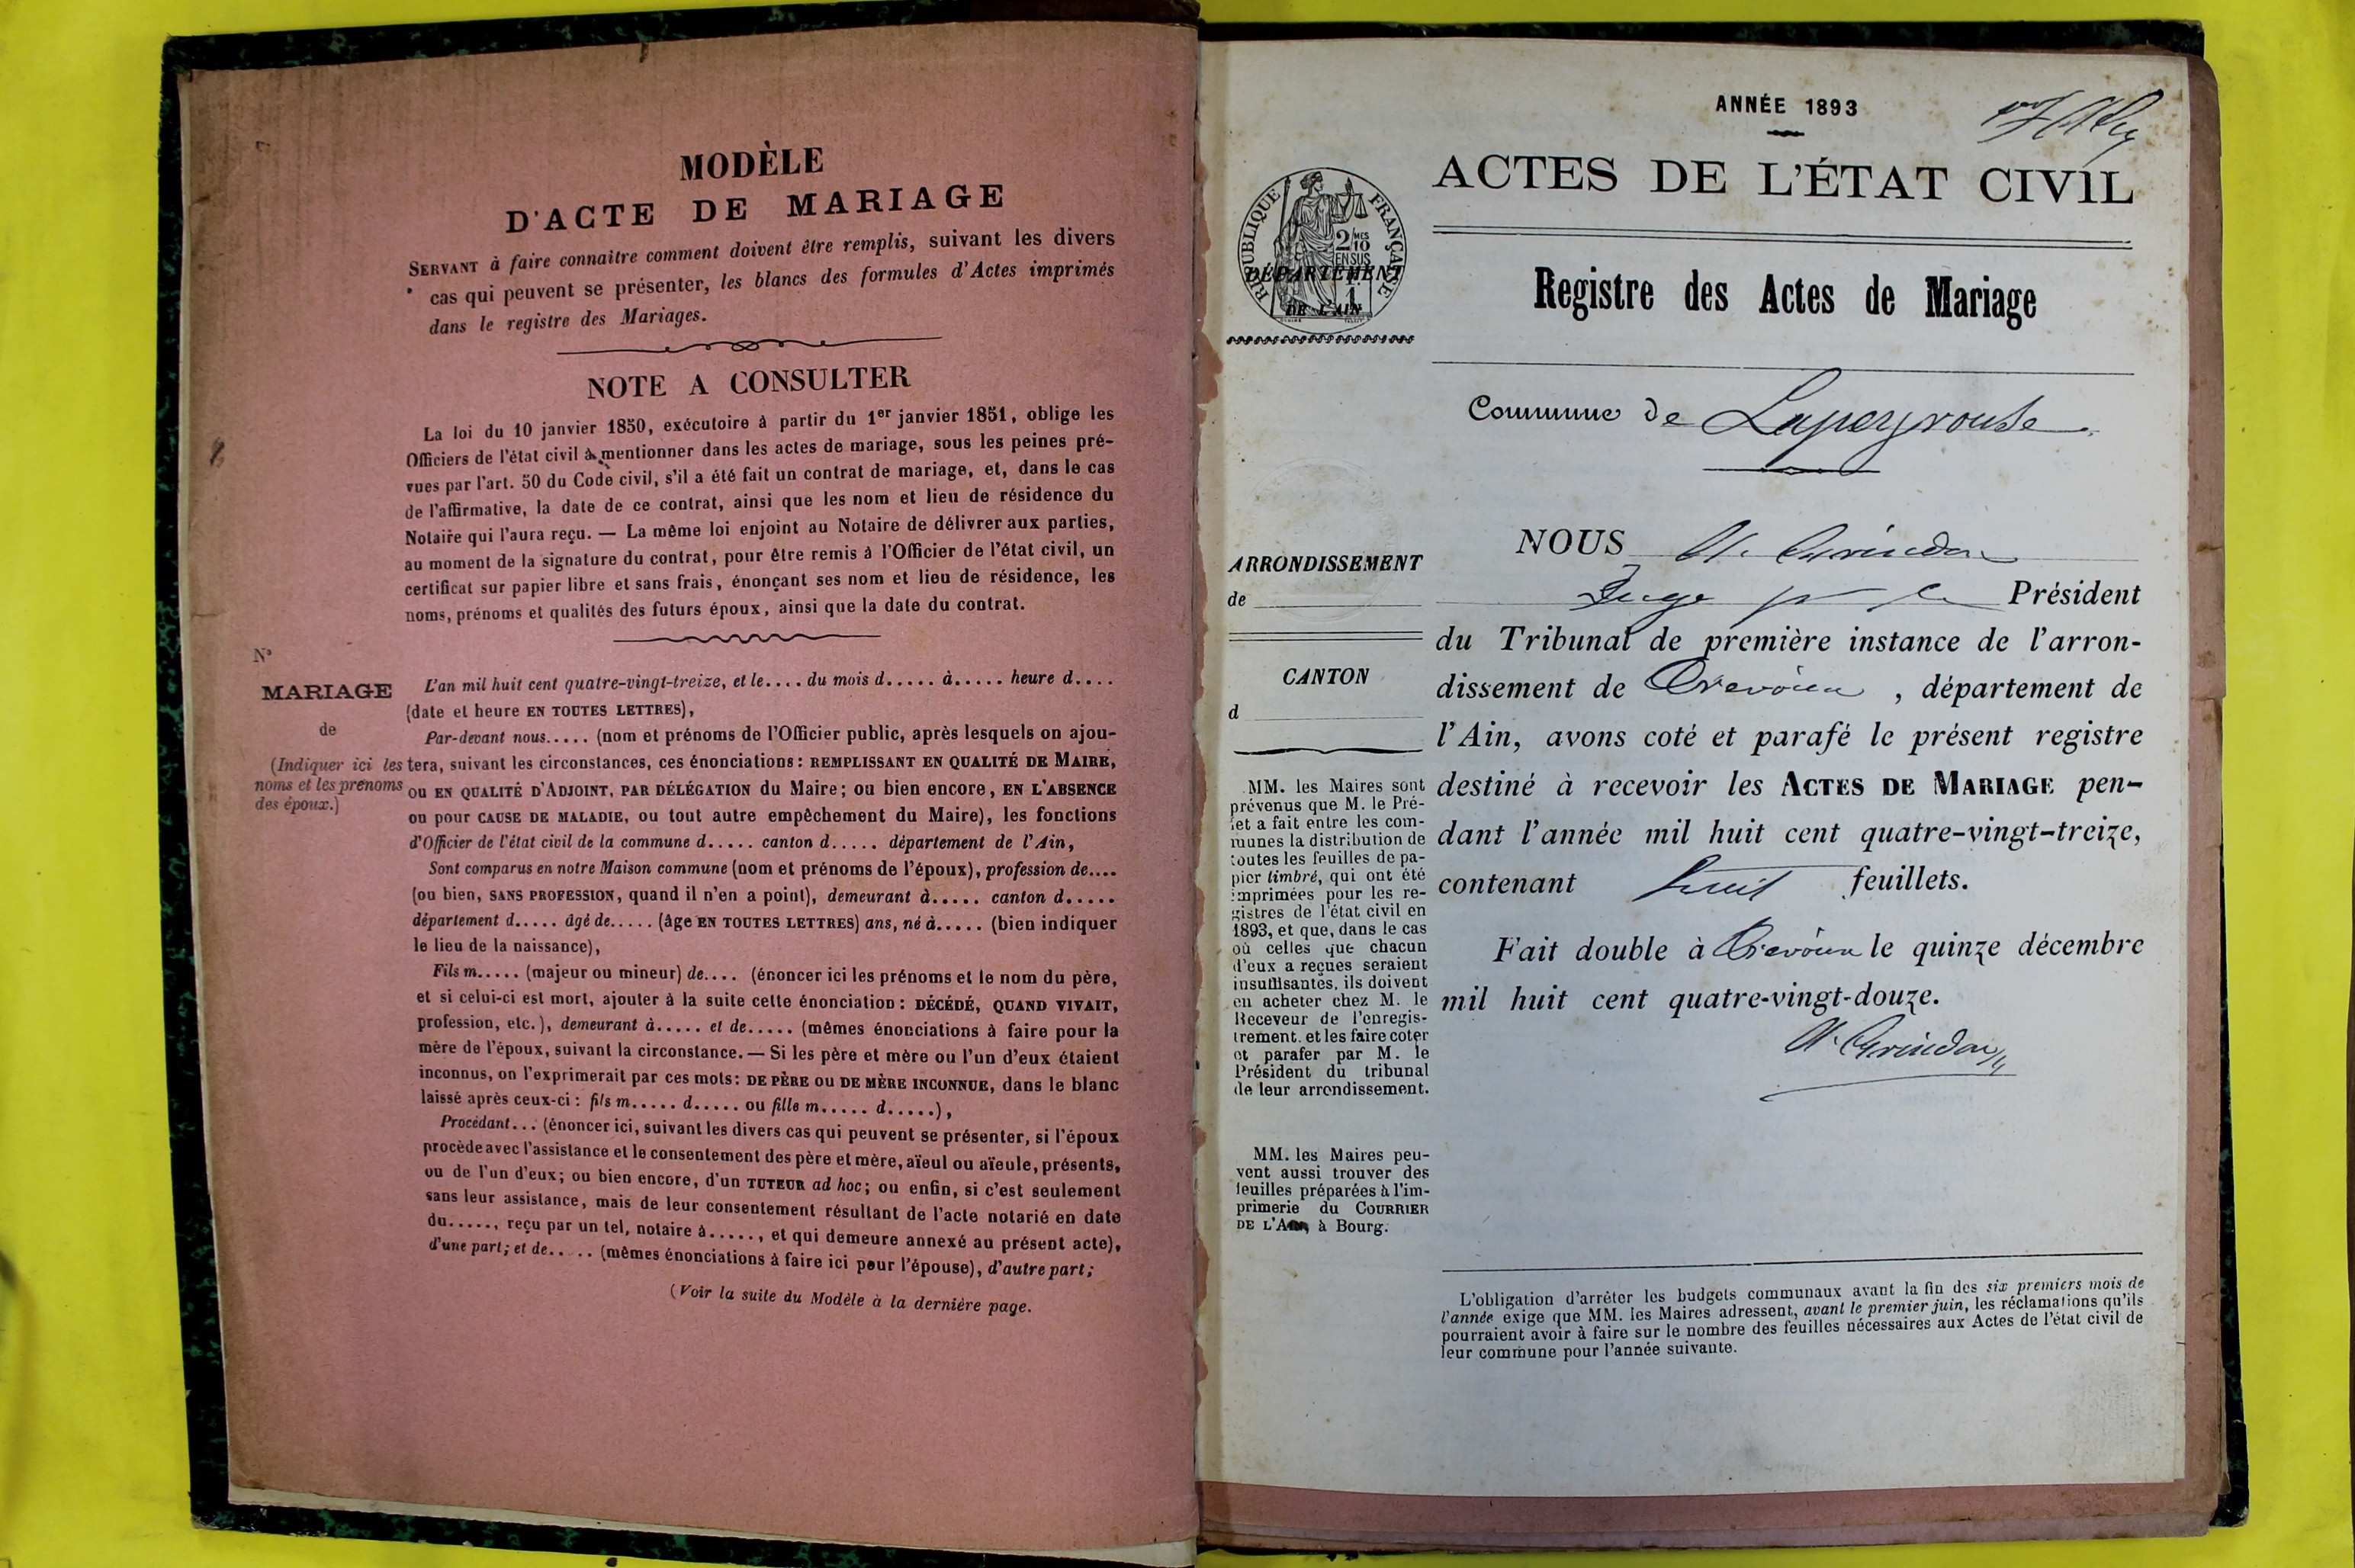 MODÈLE
D'ACTE DE MARIAGE
SERVANT à faire connaître comment doivent être remplis, suivant les divers
cas qui peuvent se présenter, les blancs des formules d'Actes imprimés
dans le registre des Mariages.
NOTE A CONSULTER
La loi du 10 janvier 1850, exécutoire à partir du 1er janvier 1851, oblige les
Officiers de l'état civil à mentionner dans les actes de mariage, sous les peines pré-
vues par l'art. 50 du Code civil, s'il a été fait un contrat de mariage, et, dans le cas
de l'affirmative, la date de ce contrat, ainsi que les nom et lieu de résidence du
Notaire qui l'aura reçu. — La même loi enjoint au Notaire de délivrer aux parties,
au moment de la signature du contrat, pour être remis à l'Officier de l'état civil, un
certificat sur papier libre et sans frais, énonçant ses nom et lieu de résidence, les
noms, prénoms et qualités des futurs époux, ainsi que la date du contrat.
N°
MARIAGE
de
(Indiquer ici les
noms et les prénoms
des époux.)
L'an mil huit cent quatre-vingt-treize, et le.... du mois d..... à..... heure d....
(date et heure EN TOUTES LETTRES),
Par-devant nous..... (nom et prénoms de l'Officier public, après lesquels on ajou-
tera, suivant les circonstances, ces énonciations : REMPLISSANT EN QUALITÉ DE MAIRE,
OU EN QUALITÉ D'ADJOINT, PAR DÉLÉGATION du Maire; ou bien encore, EN L'ABSENCE
ou pour CAUSE DE MALADIE, ou tout autre empêchement du Maire), les fonctions
d'Officier de l'état civil de la commune d..... canton d..... département de l'Ain,
Sont comparus en notre Maison commune (nom et prénoms de l'époux), profession de....
(ou bien, SANS PROFESSION, quand il n'en a point), demeurant à..... canton d.....
département d..... âgé de..... (âge EN TOUTES LETTRES) ans, né à..... (bien indiquer
le lieu de la naissance),
Fils m..... (majeur ou mineur) de.... (énoncer ici les prénoms et le nom du père,
et si celui-ci est mort, ajouter à la suite cette énonciation : DÉCÉDÉ, QUAND VIVAIT,
profession, etc.), demeurant à..... et de..... (mêmes énonciations à faire pour la
mère de l'époux, suivant la circonstance. — Si les père et mère ou l'un d'eux étaient
inconnus, on l'exprimerait par ces mots : DE PÈRE OU DE MÈRE INCONNUE, dans le blanc
laissé après ceux-ci : fils m..... d..... ou fille m..... d.....),
Procédant... (énoncer ici, suivant les divers cas qui peuvent se présenter, si l'époux
procède avec l'assistance et le consentement des père et mère, aïeul ou aïeule, présents,
ou de l'un d'eux; ou bien encore, d'un TUTEUR ad hoc; ou enfin, si c'est seulement
sans leur assistance, mais de leur consentement résultant de l'acte notarié en date
du....., reçu par un tel, notaire à....., et qui demeure annexé au présent acte),
d'une part; et de.. .. (mêmes énonciations à faire ici pour l'épouse), d'autre part;
(Voir la suite du Modèle à la dernière page.
ANNÉE 1893
ACTES DE L'ÉTAT CIVIL
RÉPUBLIQUE FRANÇAISE
2/10 MES
EN SUS
DÉPARTEMENT
DE L'AIN
Registre des Actes de Mariage
Commune de Lapeyrouse
ARRONDISSEMENT
de
CANTON
d
MM. les Maires sont
prévenus que M. le Pré-
fet a fait entre les com-
munes la distribution de
toutes les feuilles de pa-
pier timbré, qui ont été
imprimées pour les re-
gistres de l'état civil en
1893, et que, dans le cas
où celles que chacun
d'eux a reçues seraient
insuffisantes, ils doivent
en acheter chez M. le
Receveur de l'enregis-
trement. et les faire coter
et parafer par M. le
Président du tribunal
de leur arrondissement.
MM. les Maires peu-
vent aussi trouver des
feuilles préparées à l'im-
primerie du COURRIER
DE L'AIN, à Bourg.
NOUS A. Grindon
Juge pr le Président
du Tribunal de première instance de l'arron-
dissement de Trévoux, département de
l'Ain, avons coté et parafé le présent registre
destiné à recevoir les ACTES DE MARIAGE pen-
dant l'année mil huit cent quatre-vingt-treize,
contenant huit feuillets.
Fait double à Trévoux le quinze décembre
mil huit cent quatre-vingt-douze.
A. Grindon
L'obligation d'arrêter les budgets communaux avant la fin des six premiers mois de
l'année exige que MM. les Maires adressent, avant le premier juin, les réclamations qu'ils
pourraient avoir à faire sur le nombre des feuilles nécessaires aux Actes de l'état civil de
leur commune pour l'année suivante.